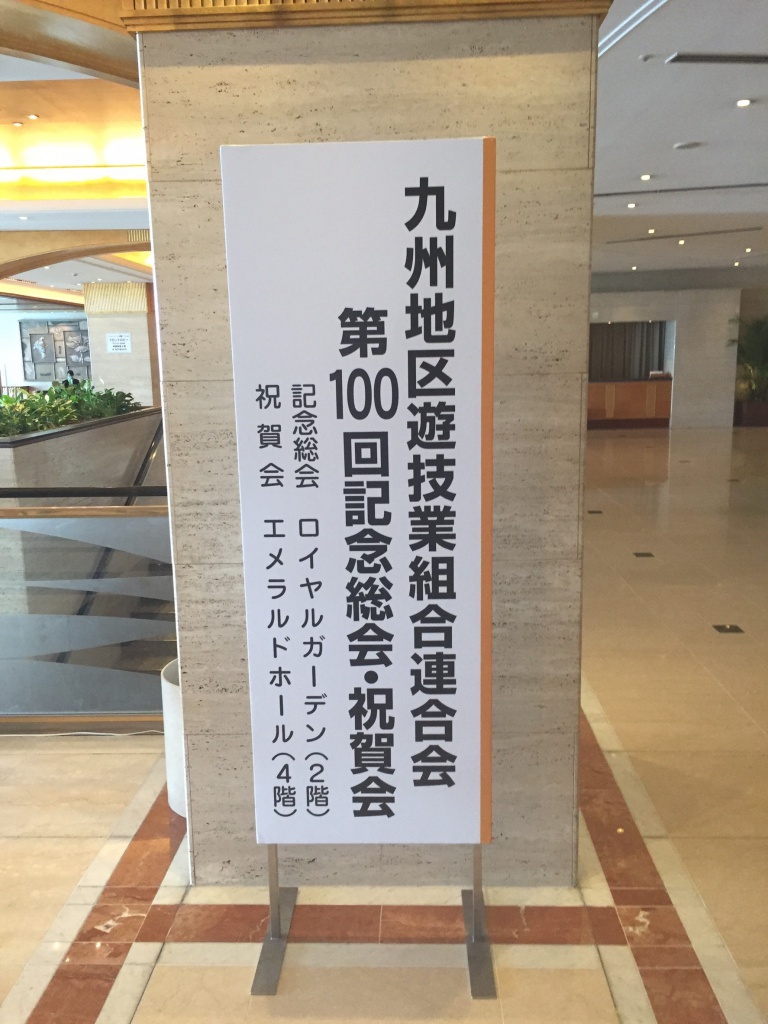 九州地区遊技業組合連合会
第100回記念総会・祝賀会
記念総会 ロイヤルガーデン(2階)
祝賀会 エメラルドホール(4階)